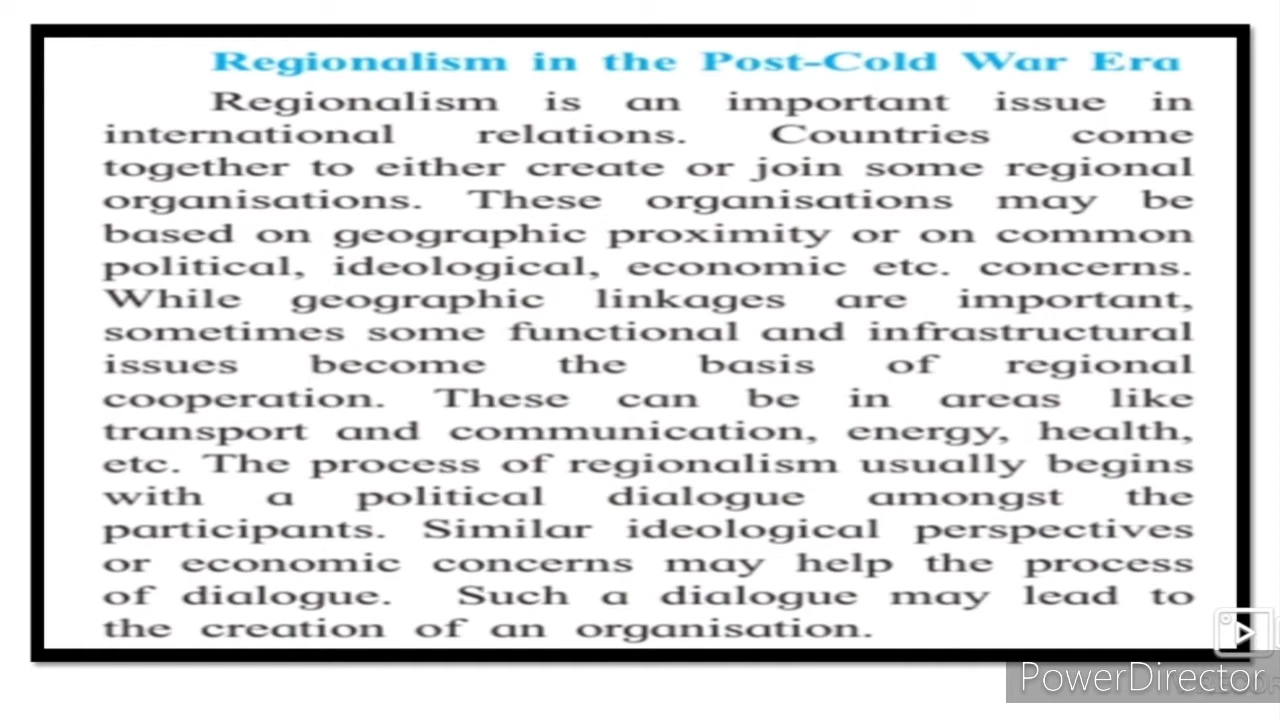 Regionalism in the Post-Cold War Era
Regionalism is an important issue in
international relations. Countries come
together to either create or join some regional
organisations. These organisations may be
based on geographic proximity or on common
political, ideological, economic etc. concerns.
While geographic linkages are important,
sometimes some functional and infrastructural
issues become the basis of regional
cooperation. These can be in areas like
transport and communication, energy, health,
etc. The process of regionalism usually begins
with a political dialogue amongst the
participants. Similar ideological perspectives
or economic concerns may help the process
of dialogue. Such a dialogue may lead to
the creation of an organisation.
PowerDirector